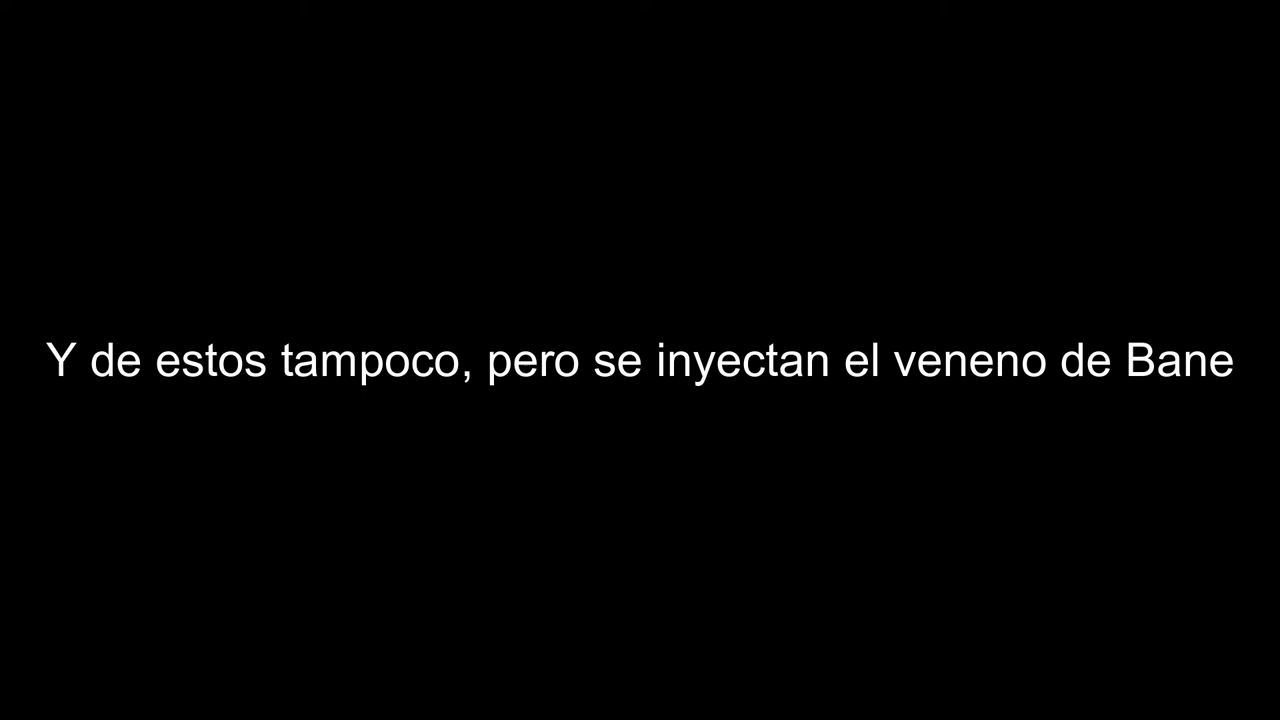 Y de estos tampoco, pero se inyectan el veneno de Bane